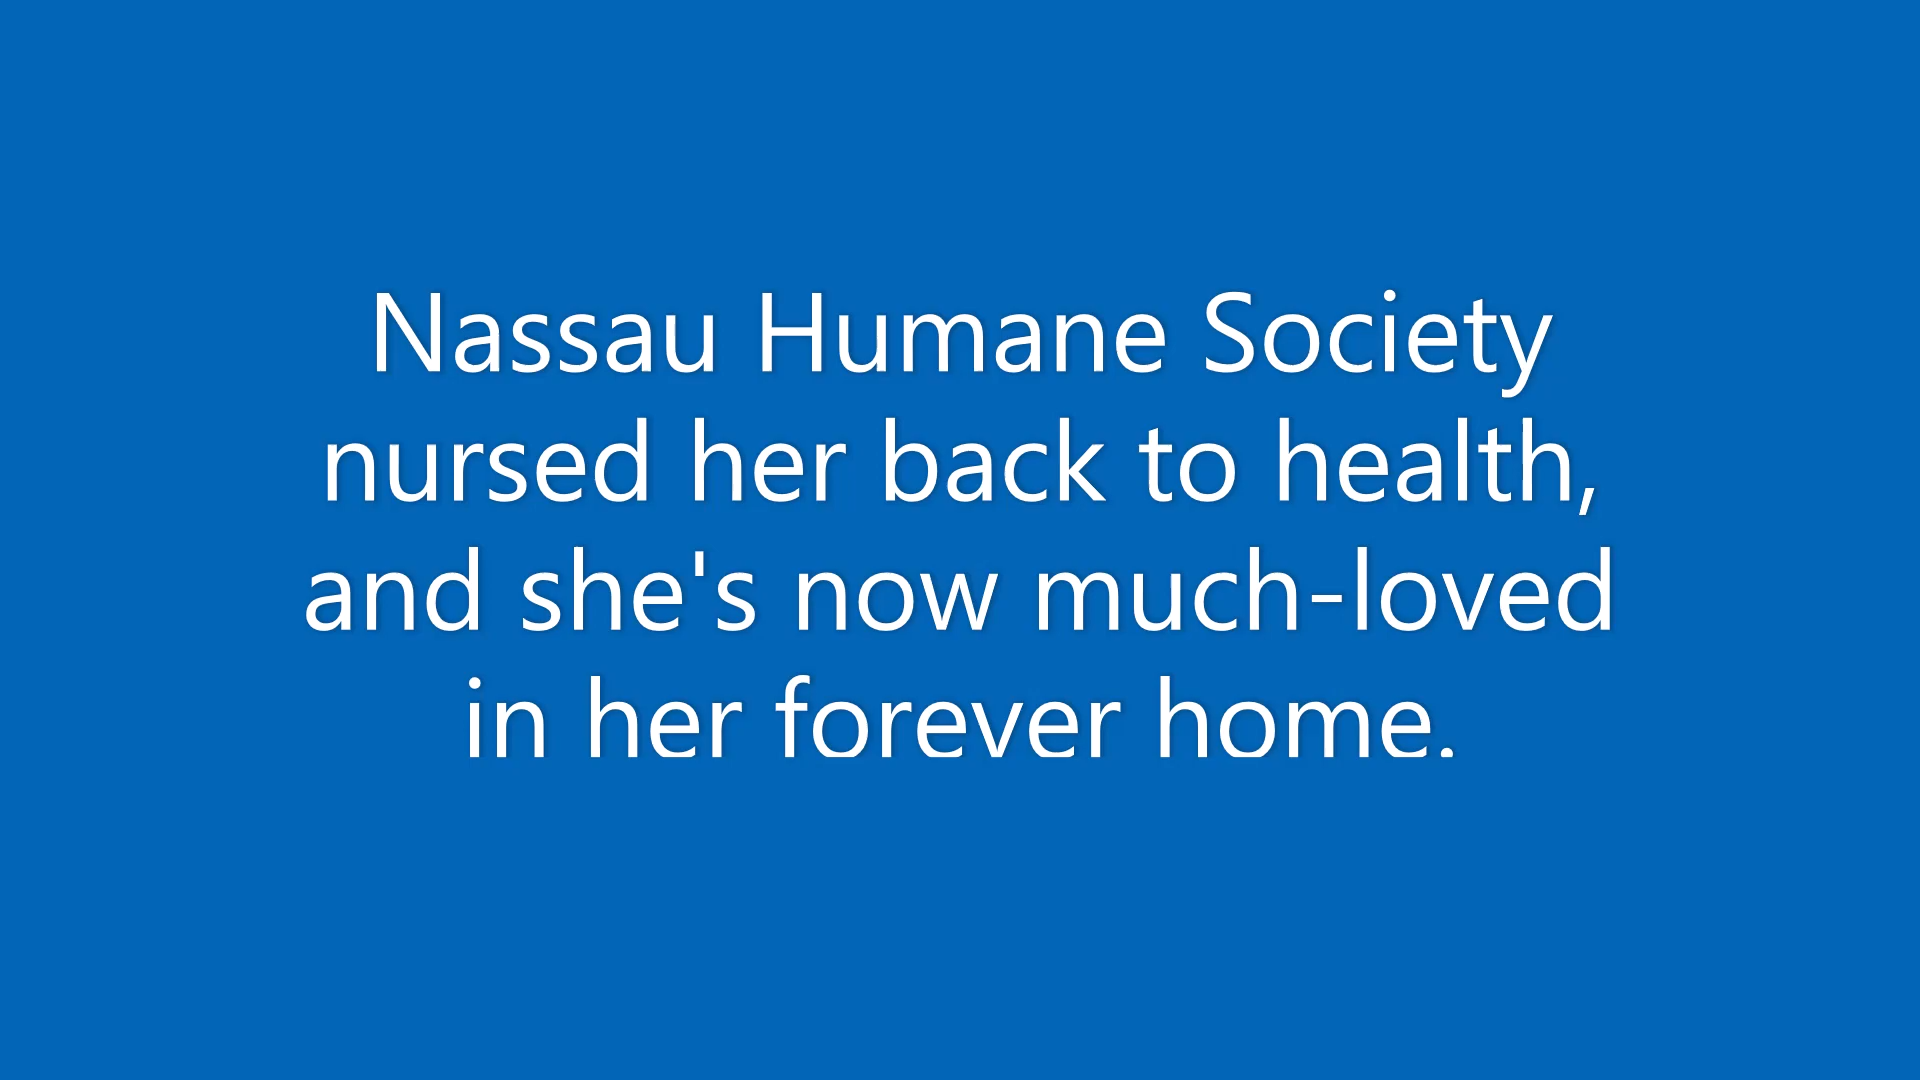 Nassau Humane Society
nursed her back to health,
and she's now much-loved
in her forever home.